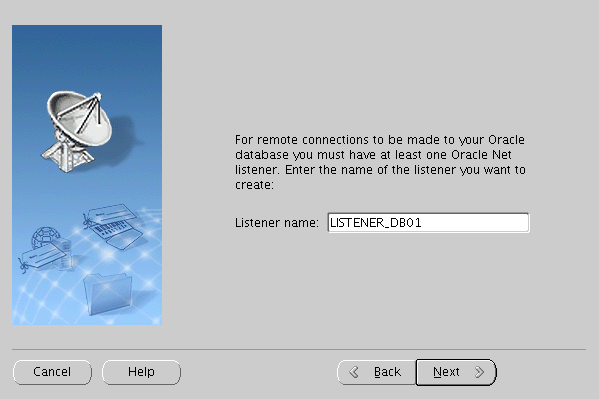 For remote connections to be made to your Oracle
database you must have at least one Oracle Net
listener. Enter the name of the listener you want to
create:
Listener name: LISTENER_DB01
Cancel Help Back Next